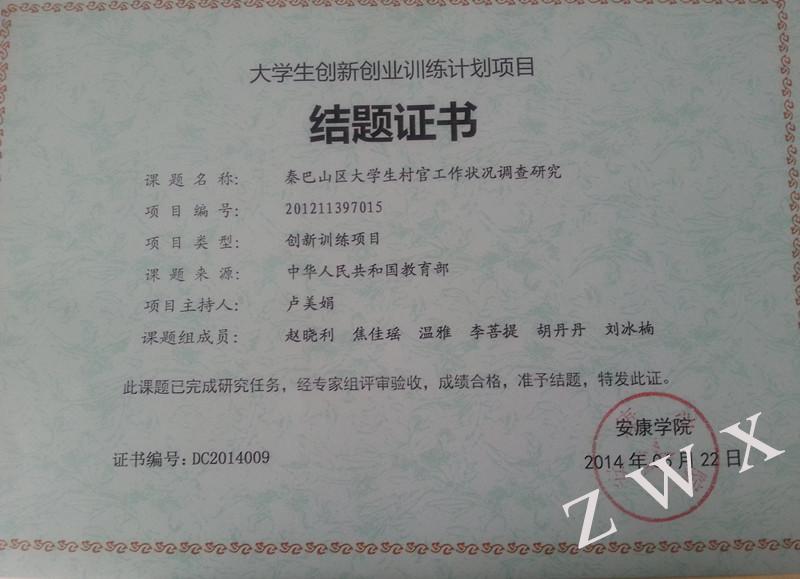 大学生创新创业训练计划项目
结题证书
课题名称: 秦巴山区大学生村官工作状况调查研究
项目编号: 201211397015
项目类型: 创新训练项目
课题来源: 中华人民共和国教育部
项目主持人: 卢美娟
课题组成员: 赵晓利 焦佳瑶 温雅 李菩提 胡丹丹 刘冰楠
此课题已完成研究任务，经专家组评审验收，成绩合格，准予结题，特发此证。
安康学院
证书编号: DC2014009
2014 年 月 22 日
ZWX